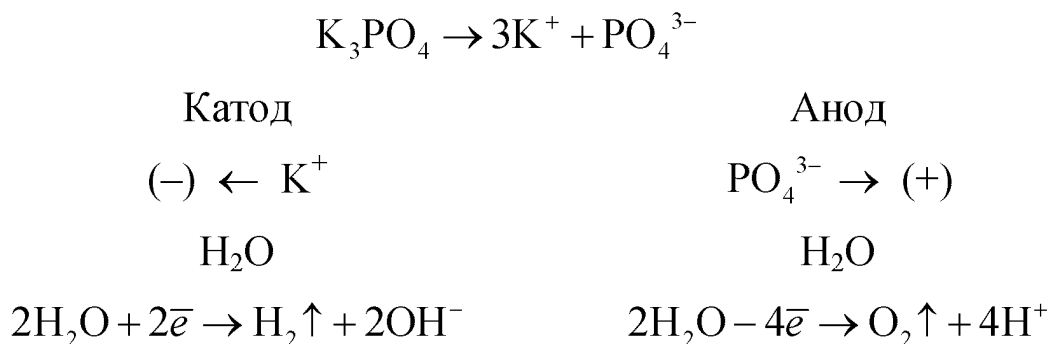 K₃PO₄ → 3K⁺ + PO₄³⁻
Катод Анод
(−) ← K⁺ PO₄³⁻ → (+)
H₂O H₂O
2H₂O + 2e̅ → H₂↑ + 2OH⁻ 2H₂O − 4e̅ → O₂↑ + 4H⁺